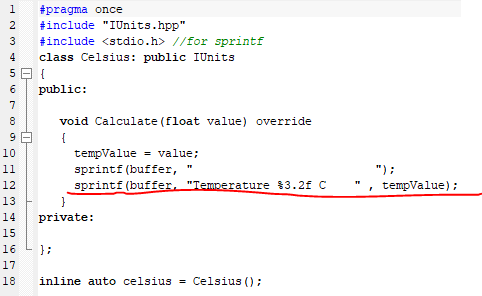 1 #pragma once
2 #include "IUnits.hpp"
3 #include <stdio.h> //for sprintf
4 class Celsius: public IUnits
5 {
6 public:
7
8 void Calculate(float value) override
9 {
10 tempValue = value;
11 sprintf(buffer, "                          ");
12 sprintf(buffer, "Temperature %3.2f C    " , tempValue);
13 }
14 private:
15
16 };
17
18 inline auto celsius = Celsius();